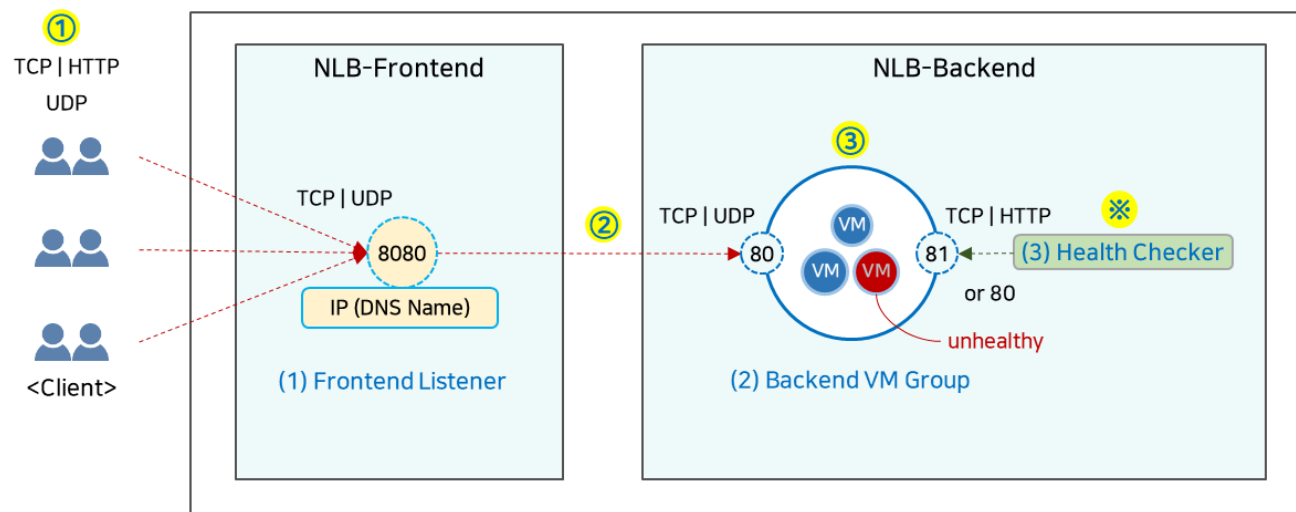 ①
TCP | HTTP
UDP
<Client>
NLB-Frontend
TCP | UDP
8080
IP (DNS Name)
(1) Frontend Listener
②
NLB-Backend
③
TCP | UDP
80
VM
VM
VM
81
TCP | HTTP
※
(3) Health Checker
or 80
unhealthy
(2) Backend VM Group